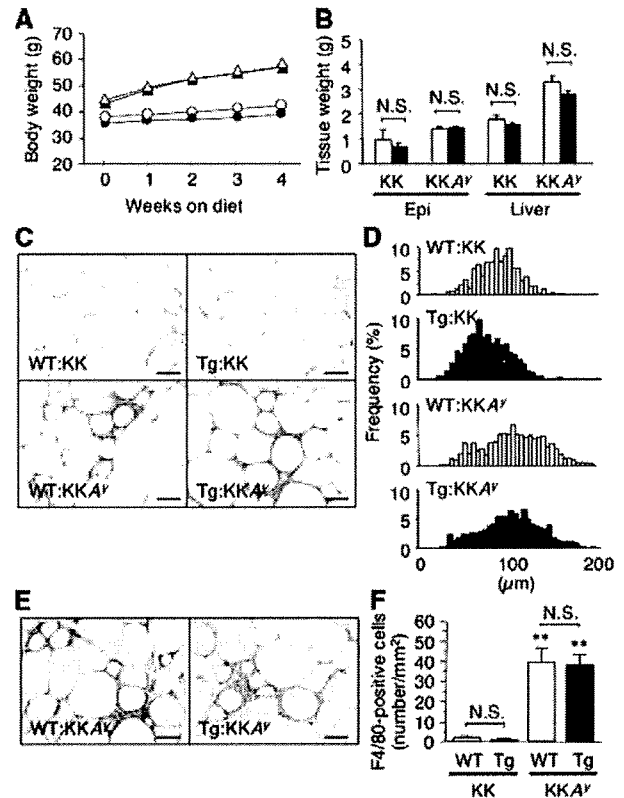 A
Body weight (g)
70
60
50
40
30
20
0 1 2 3 4
Weeks on diet
B
Tissue weight (g)
5
4
3
2
1
0
N.S.
N.S.
N.S.
N.S.
KK KKAy KK KKAy
Epi Liver
C
WT:KK
Tg:KK
WT:KKAy
Tg:KKAy
D
Frequency (%)
10
5
0
WT:KK
10
5
0
Tg:KK
10
5
0
WT:KKAy
10
5
0
Tg:KKAy
0 100 200
(μm)
E
WT:KKAy
Tg:KKAy
F
F4/80-positive cells
(number/mm²)
60
50
40
30
20
10
0
N.S.
N.S.
** **
WT Tg WT Tg
KK KKAy